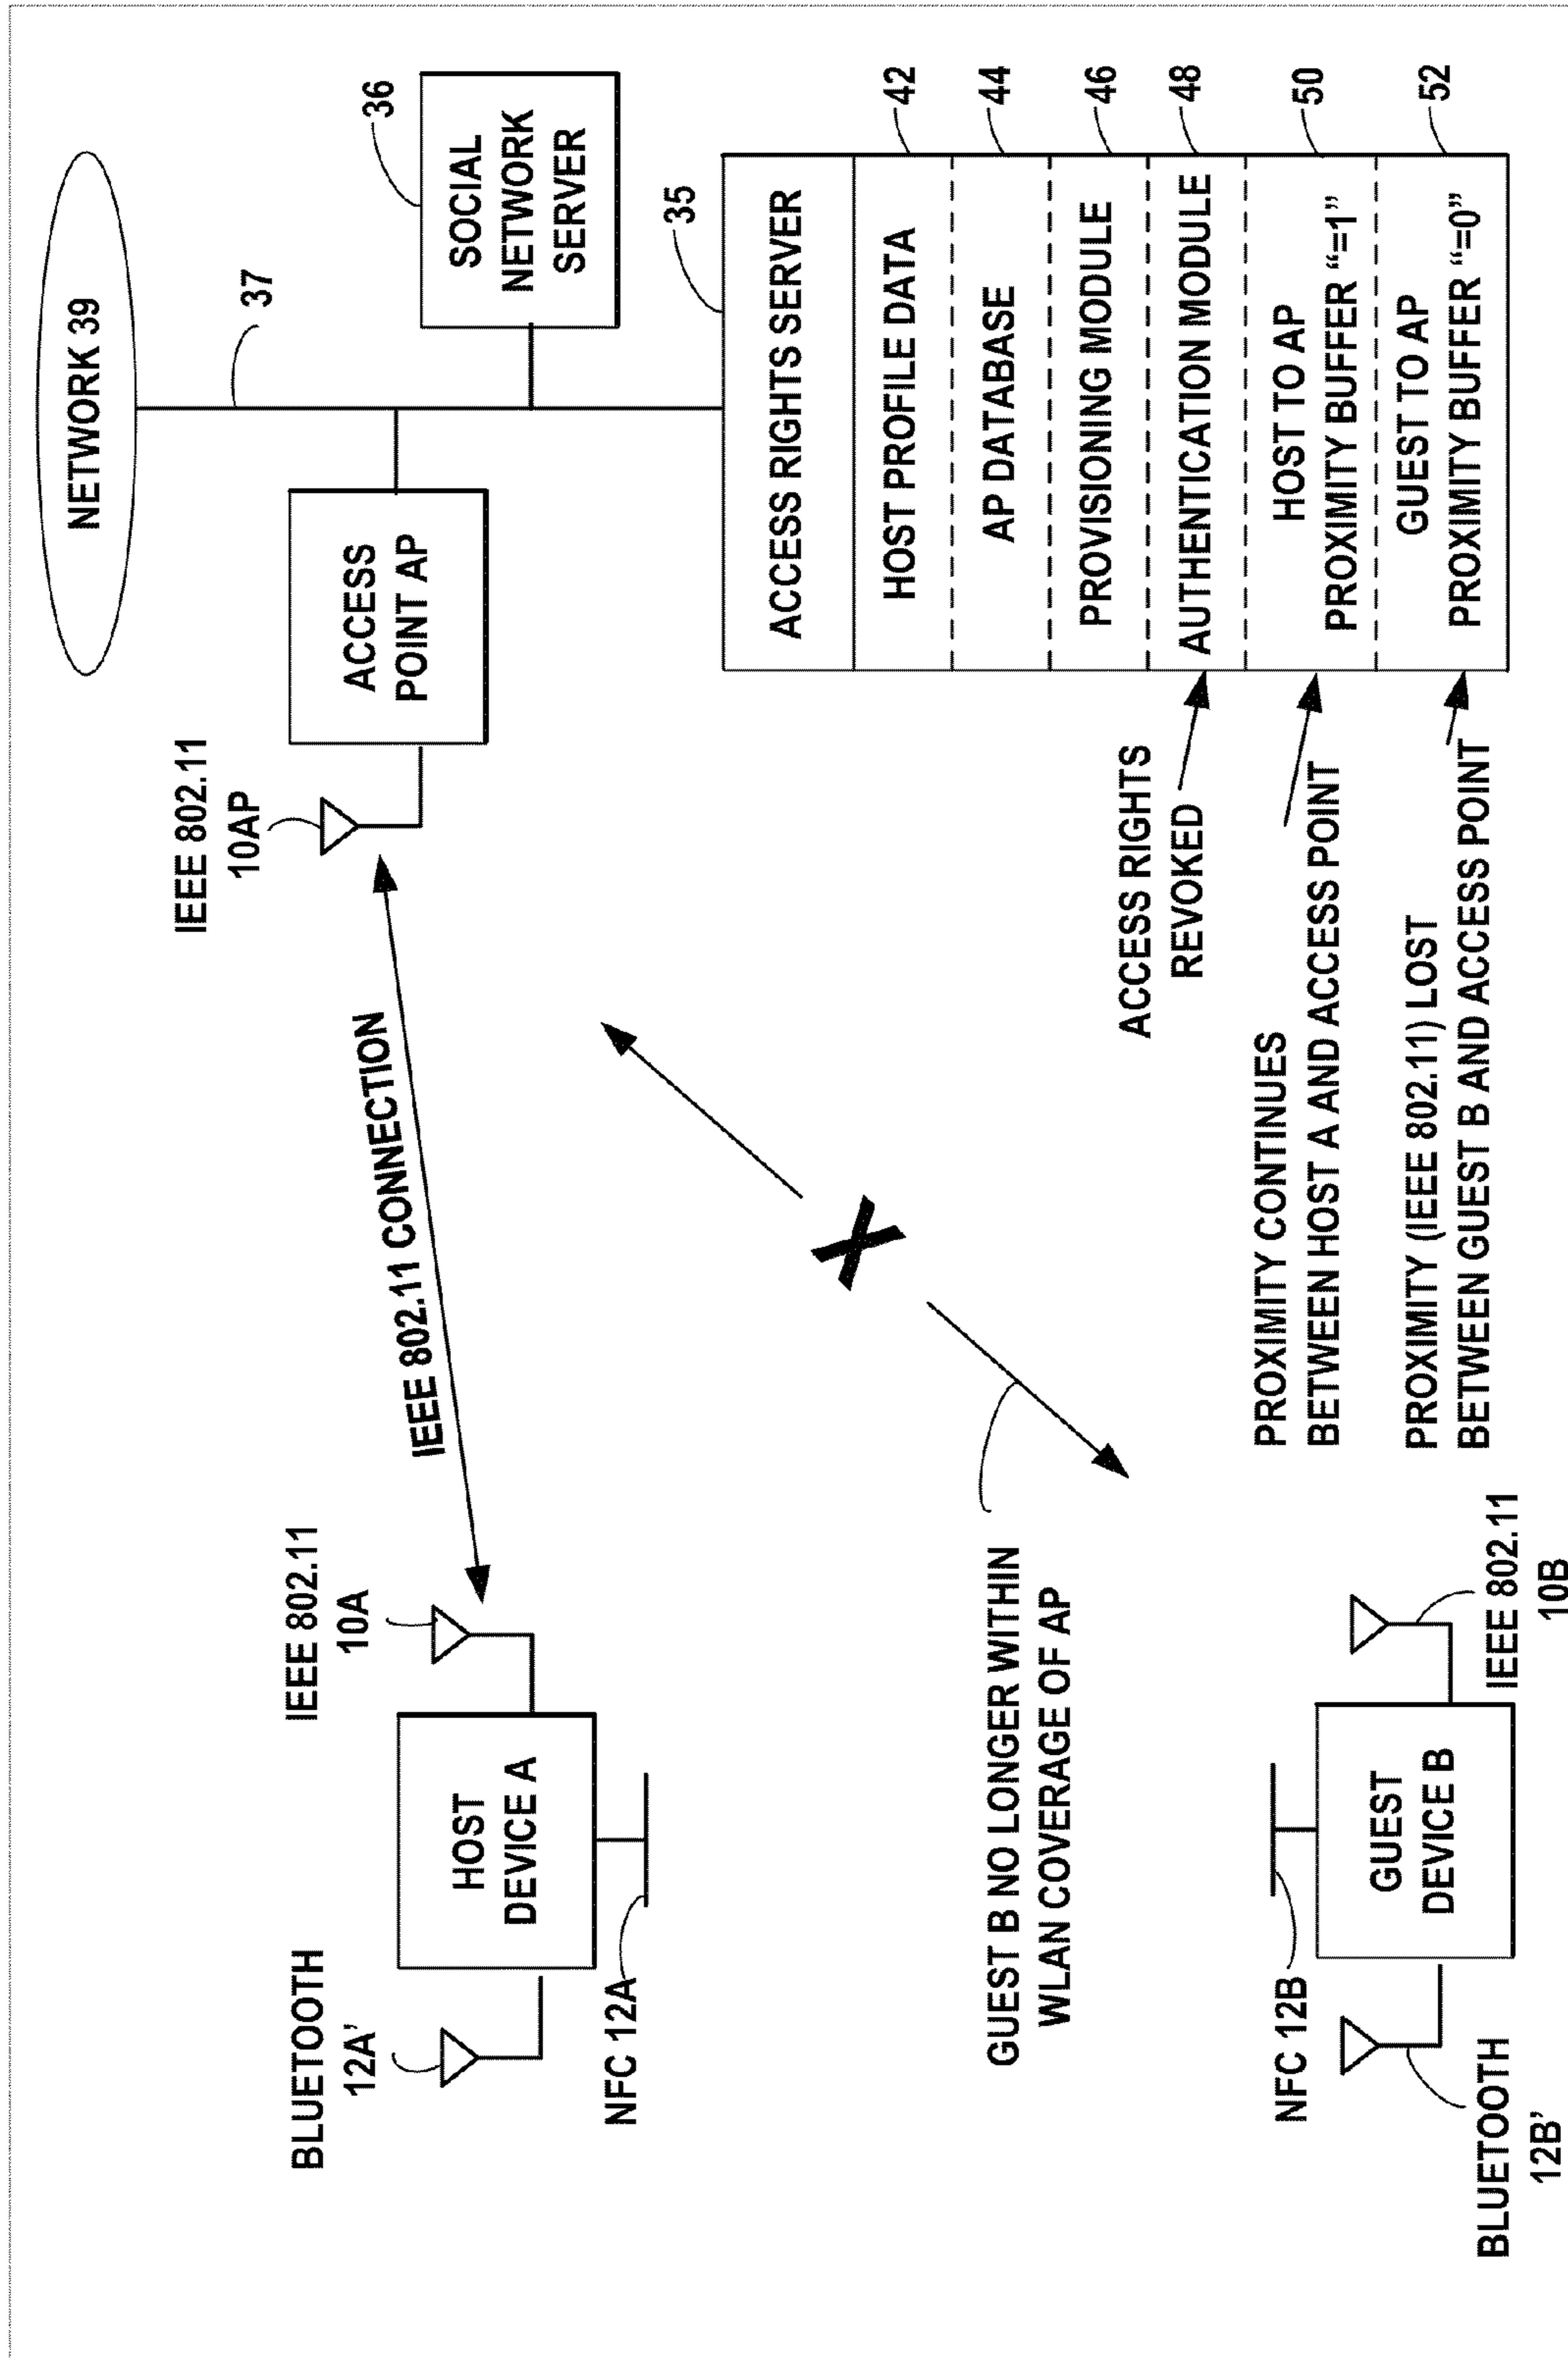 NETWORK 39
37
36
SOCIAL
NETWORK
SERVER
IEEE 802.11
10AP
ACCESS
POINT AP
IEEE 802.11 CONNECTION
IEEE 802.11
10A
BLUETOOTH
12A'
HOST
DEVICE A
NFC 12A
35
ACCESS RIGHTS SERVER
HOST PROFILE DATA
42
AP DATABASE
44
PROVISIONING MODULE
46
AUTHENTICATION MODULE
48
HOST TO AP
PROXIMITY BUFFER “=1”
50
GUEST TO AP
PROXIMITY BUFFER “=0”
52
ACCESS RIGHTS
REVOKED
PROXIMITY CONTINUES
BETWEEN HOST A AND ACCESS POINT
PROXIMITY (IEEE 802.11) LOST
BETWEEN GUEST B AND ACCESS POINT
X
GUEST B NO LONGER WITHIN
WLAN COVERAGE OF AP
NFC 12B
GUEST
DEVICE B
IEEE 802.11
10B
BLUETOOTH
12B'